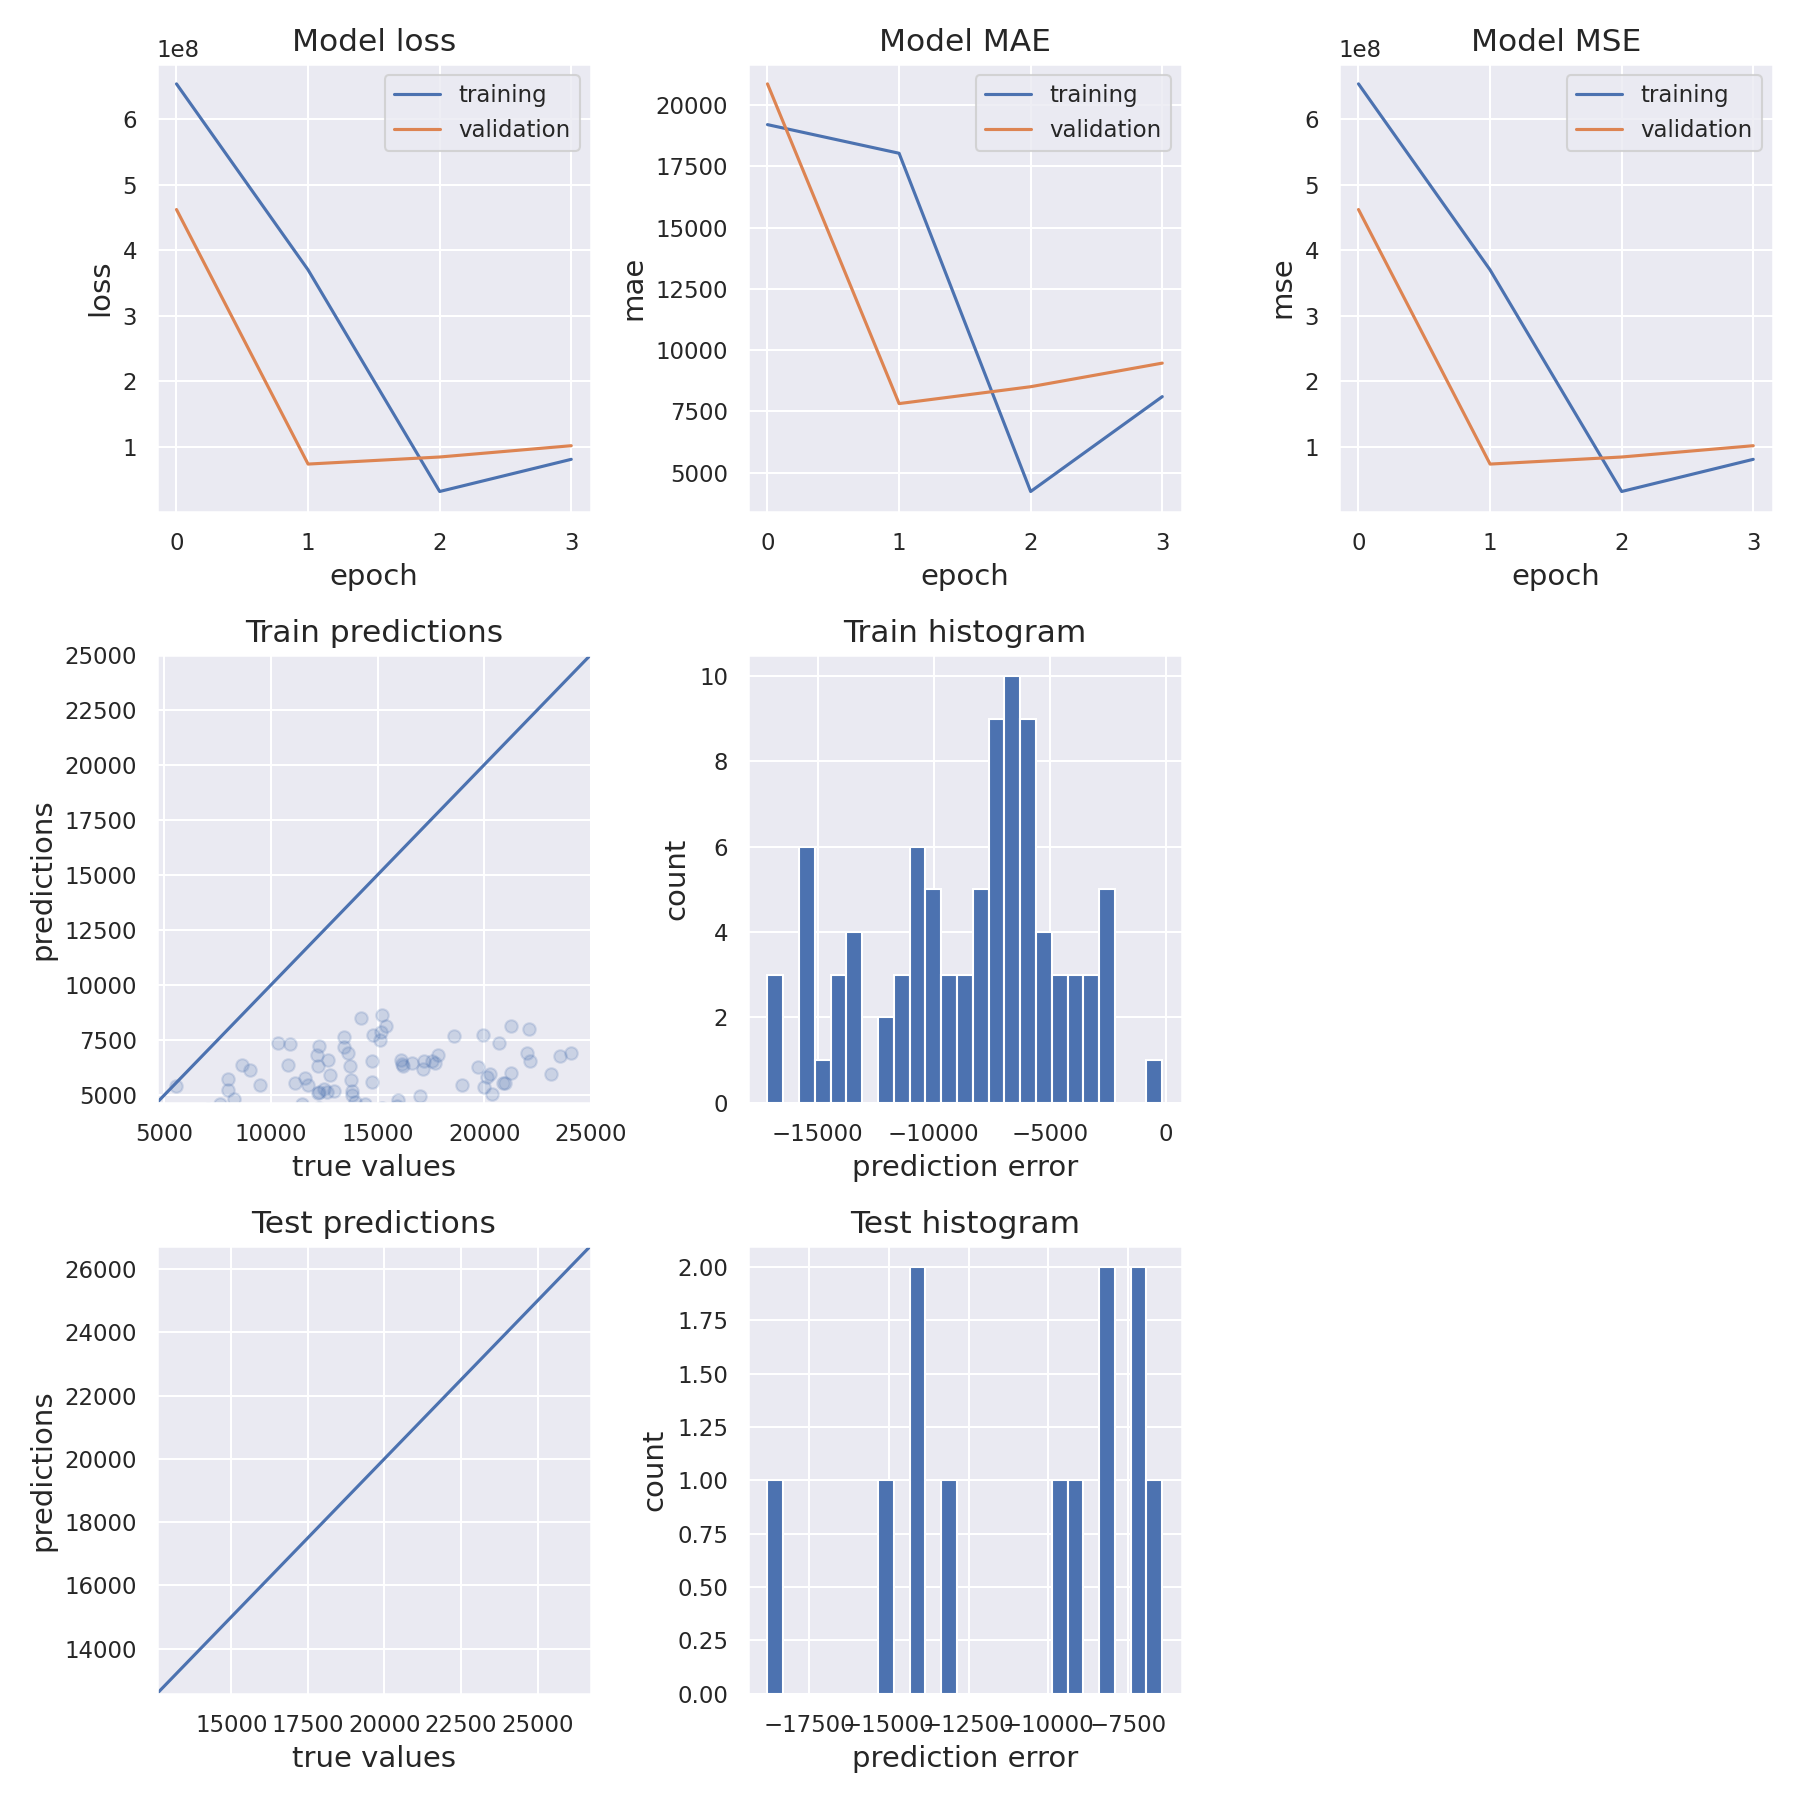 Model loss
1e8
training
validation
6
5
4
3
2
1
loss
0 1 2 3
epoch
Model MAE
training
validation
20000
17500
15000
12500
10000
7500
5000
mae
0 1 2 3
epoch
Model MSE
1e8
training
validation
6
5
4
3
2
1
mse
0 1 2 3
epoch
Train predictions
25000
22500
20000
17500
15000
12500
10000
7500
5000
predictions
5000 10000 15000 20000 25000
true values
Train histogram
10
8
6
4
2
0
count
−15000 −10000 −5000 0
prediction error
Test predictions
26000
24000
22000
20000
18000
16000
14000
predictions
15000 17500 20000 22500 25000
true values
Test histogram
2.00
1.75
1.50
1.25
1.00
0.75
0.50
0.25
0.00
count
−17500 −15000 −12500 −10000 −7500
prediction error